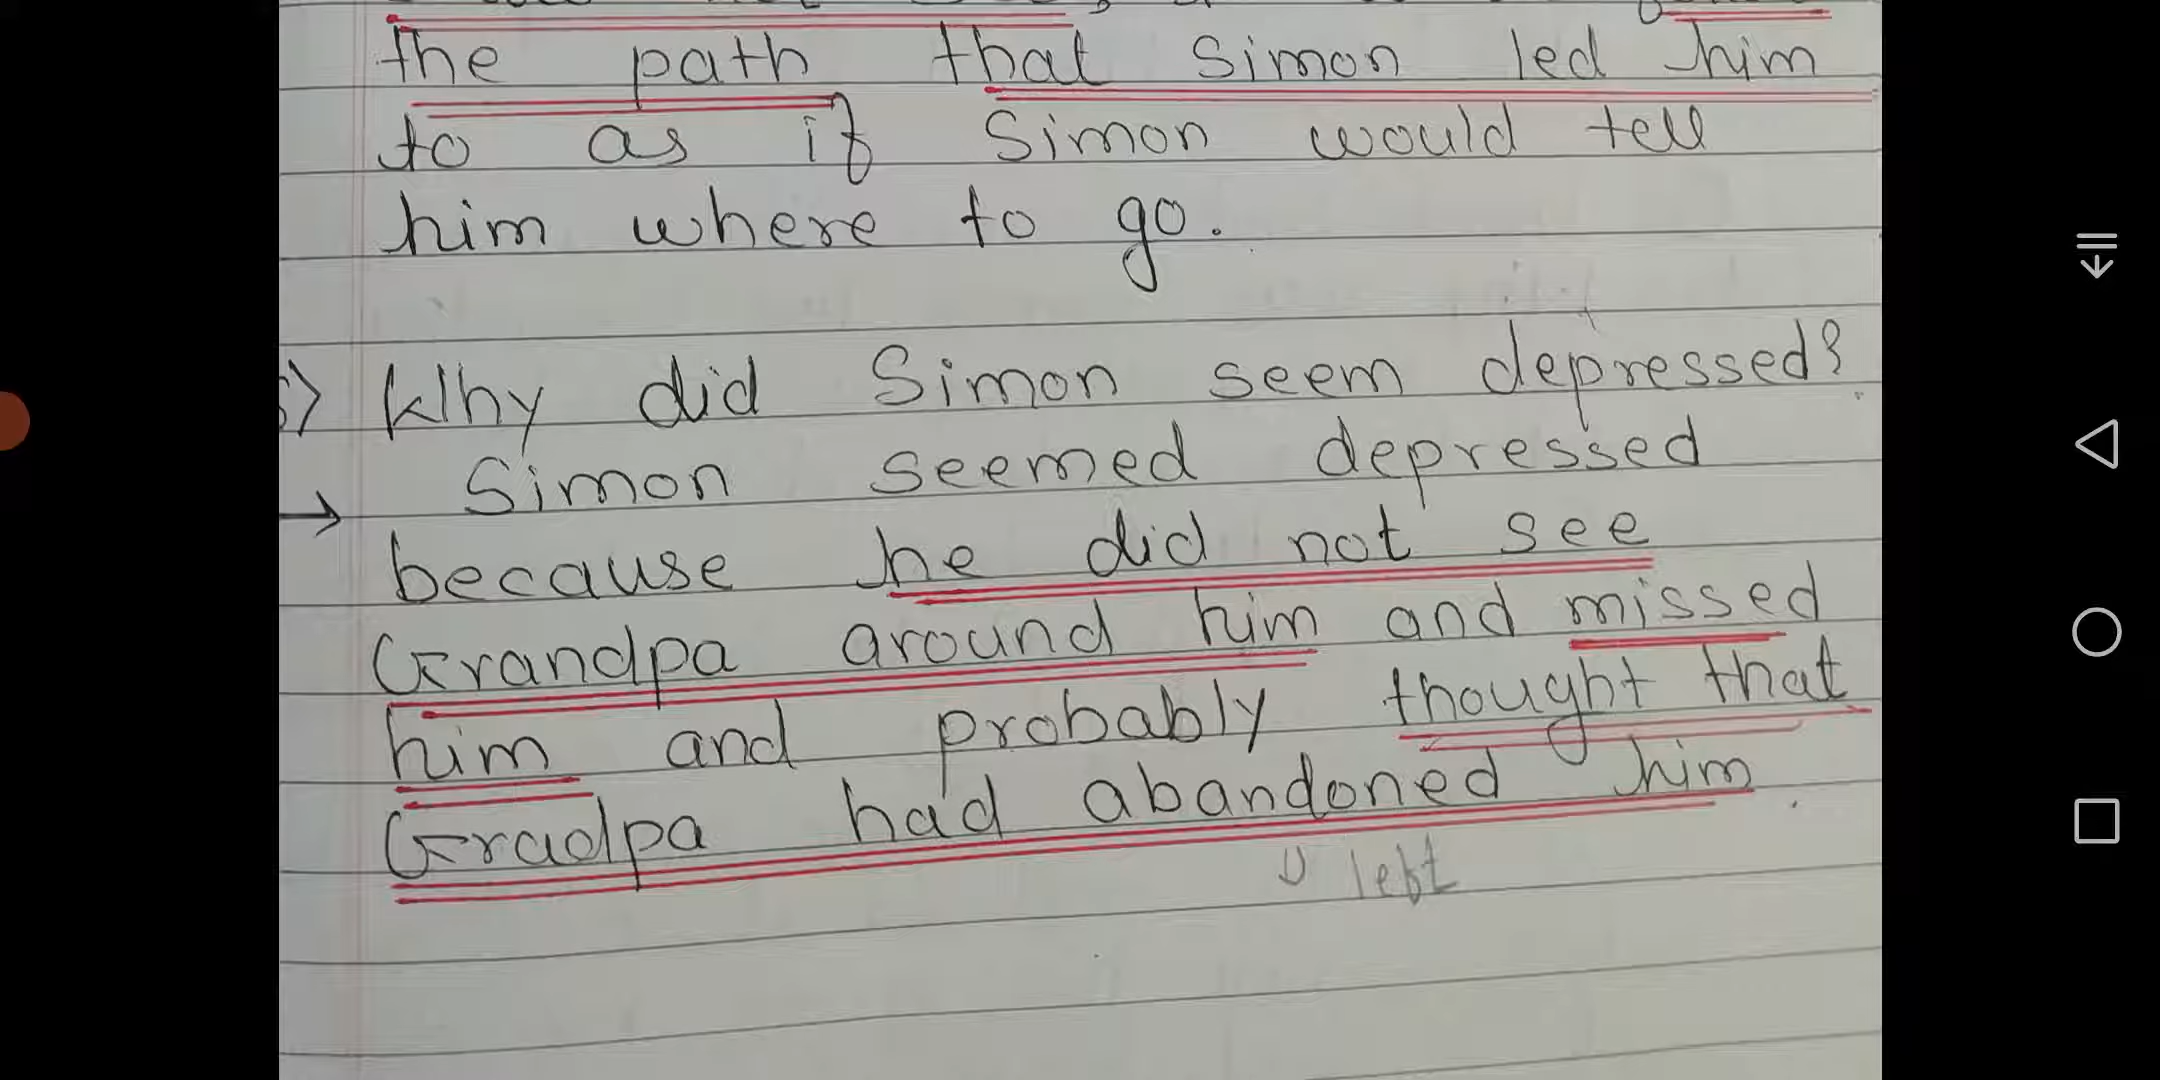 the path that Simon led him
to as if Simon would tell
him where to go.
Why did Simon seem depressed?
→ Simon seemed depressed
because he did not see
Grandpa around him and missed
him and probably thought that
Gradpa had abandoned him.
left